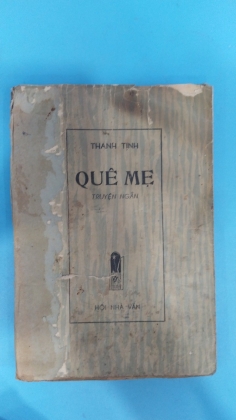 THANH TỊNH
QUÊ MẸ
TRUYỆN NGẮN
HỘI NHÀ VĂN